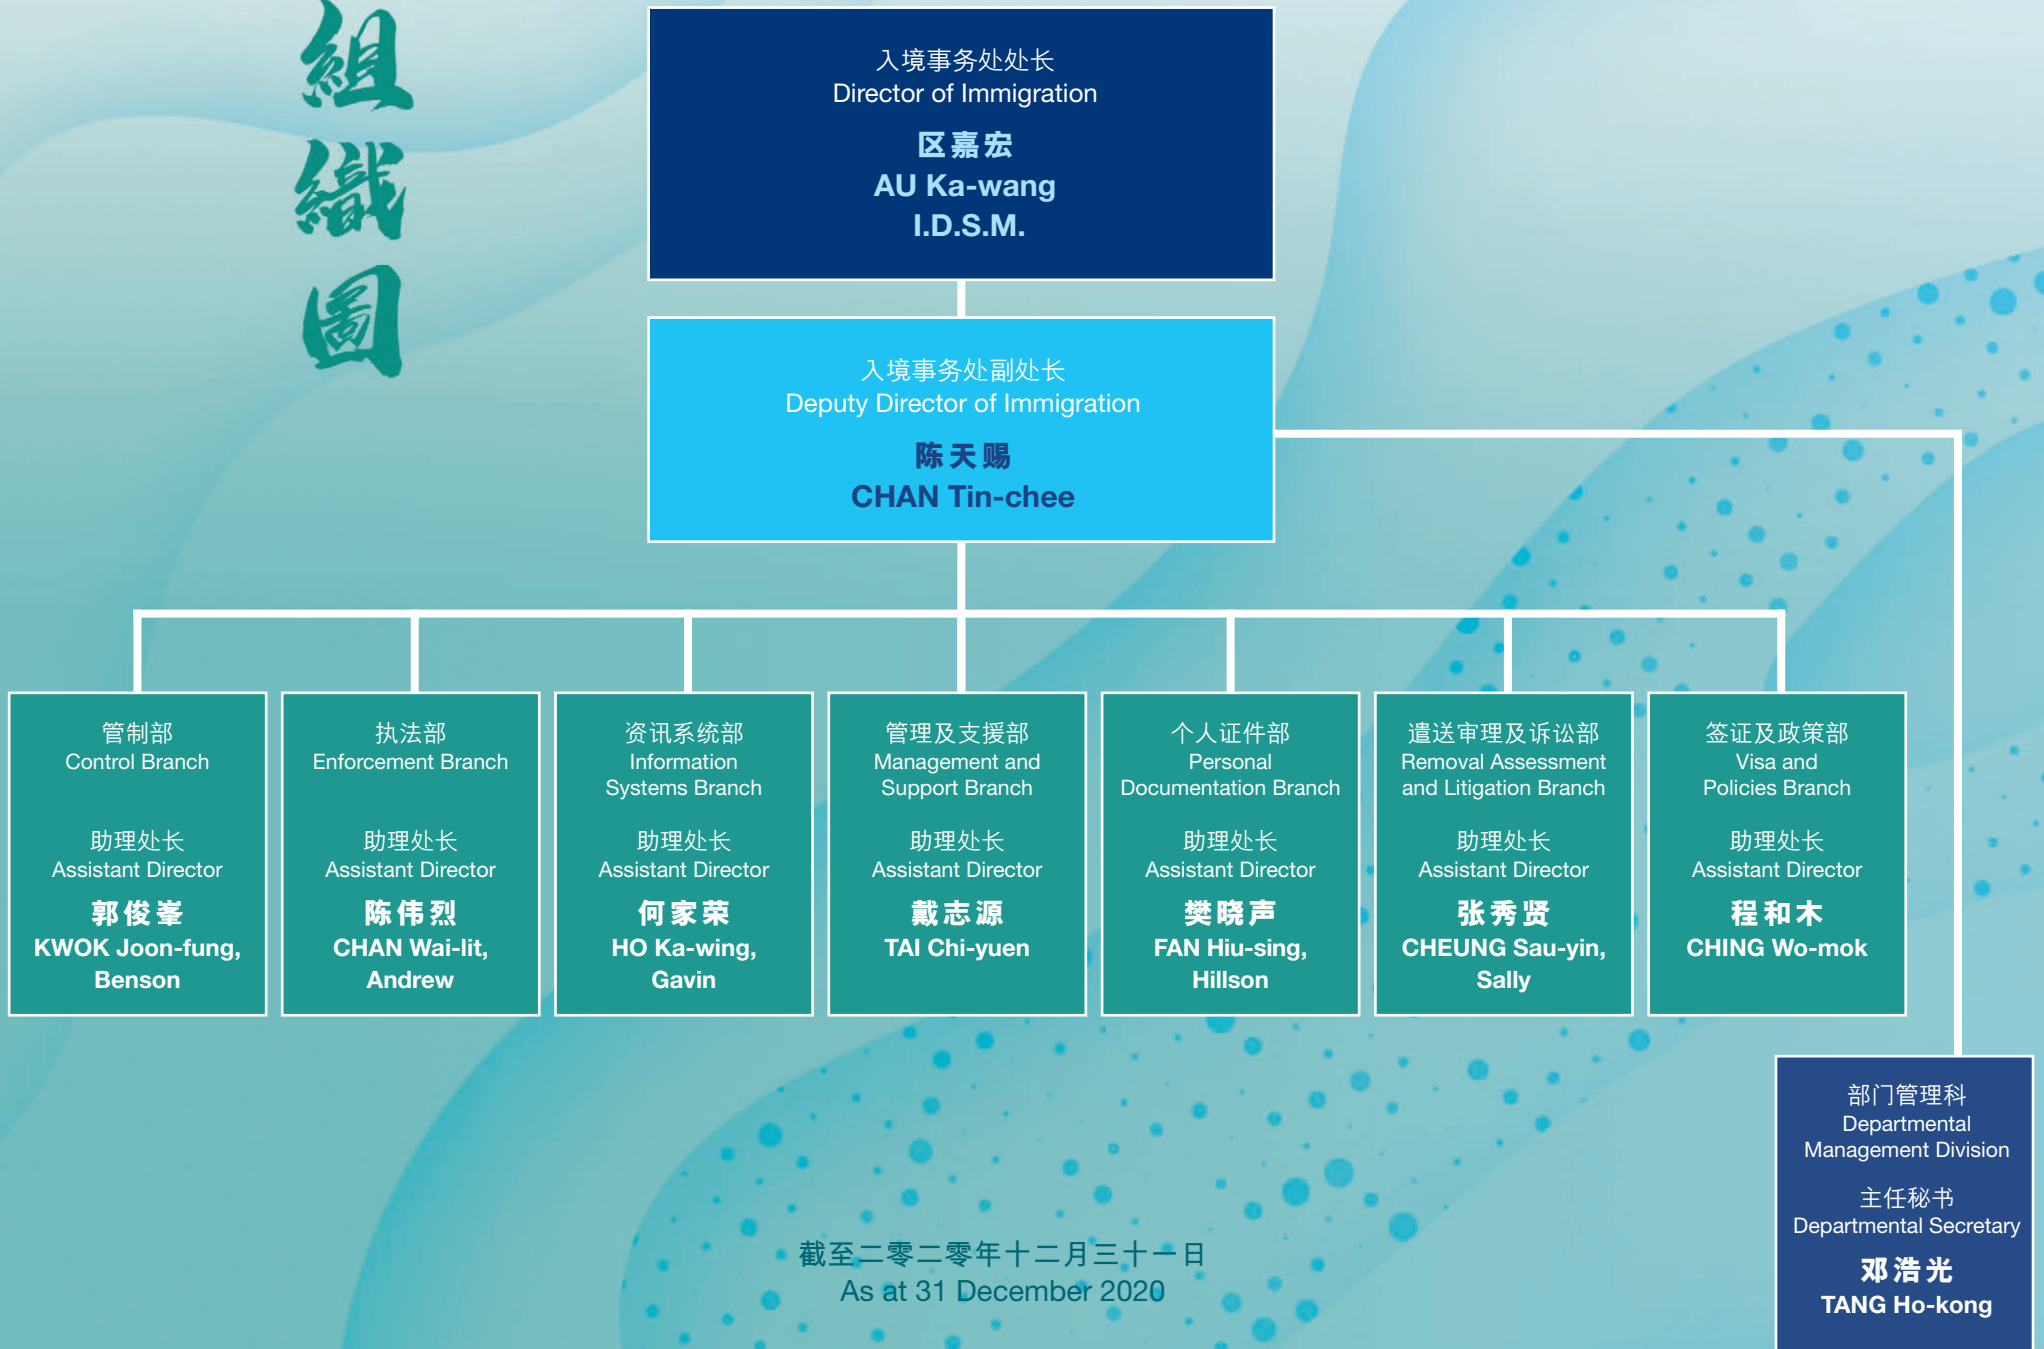 組織圖
入境事务处处长
Director of Immigration
区嘉宏
AU Ka-wang
I.D.S.M.
入境事务处副处长
Deputy Director of Immigration
陈天赐
CHAN Tin-chee
管制部
Control Branch
助理处长
Assistant Director
郭俊峯
KWOK Joon-fung,
Benson
执法部
Enforcement Branch
助理处长
Assistant Director
陈伟烈
CHAN Wai-lit,
Andrew
资讯系统部
Information
Systems Branch
助理处长
Assistant Director
何家荣
HO Ka-wing,
Gavin
管理及支援部
Management and
Support Branch
助理处长
Assistant Director
戴志源
TAI Chi-yuen
个人证件部
Personal
Documentation Branch
助理处长
Assistant Director
樊晓声
FAN Hiu-sing,
Hillson
遣送审理及诉讼部
Removal Assessment
and Litigation Branch
助理处长
Assistant Director
张秀贤
CHEUNG Sau-yin,
Sally
签证及政策部
Visa and
Policies Branch
助理处长
Assistant Director
程和木
CHING Wo-mok
部门管理科
Departmental
Management Division
主任秘书
Departmental Secretary
邓浩光
TANG Ho-kong
截至二零二零年十二月三十一日
As at 31 December 2020